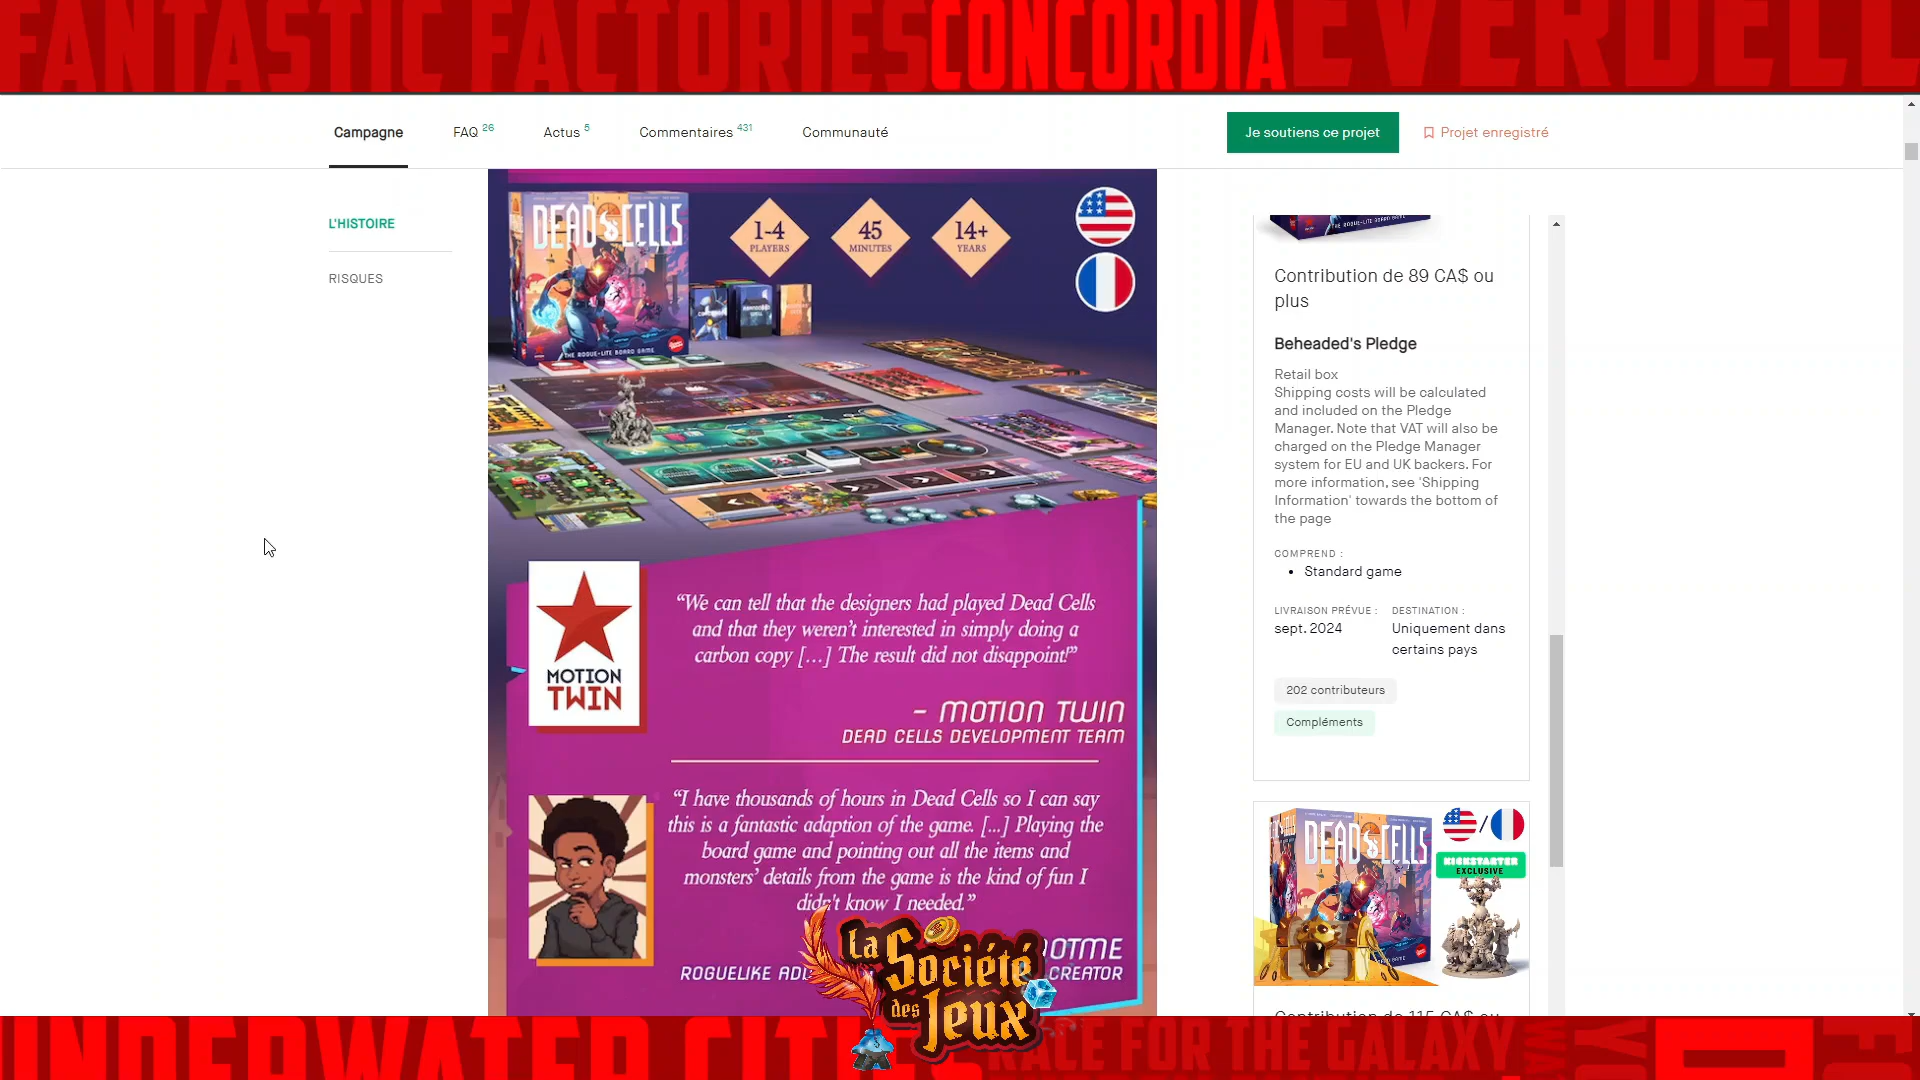 FANTASTIC FACTORIES CONCORDIA EVERDELL
Campagne
FAQ 26
Actus 5
Commentaires 431
Communauté
Je soutiens ce projet
Projet enregistré
L'HISTOIRE
RISQUES
DEAD CELLS
THE ROGUE-LITE BOARD GAME
1-4
PLAYERS
45
MINUTES
14+
YEARS
MOTION
TWIN
“We can tell that the designers had played Dead Cells
and that they weren’t interested in simply doing a
carbon copy [...] The result did not disappoint!”
- MOTION TWIN
DEAD CELLS DEVELOPMENT TEAM
“I have thousands of hours in Dead Cells so I can say
this is a fantastic adaption of the game. [...] Playing the
board game and pointing out all the items and
monsters’ details from the game is the kind of fun I
didn’t know I needed.”
OTME
ROGUELIKE AD
CREATOR
Contribution de 89 CA$ ou
plus
Beheaded's Pledge
Retail box
Shipping costs will be calculated
and included on the Pledge
Manager. Note that VAT will also be
charged on the Pledge Manager
system for EU and UK backers. For
more information, see 'Shipping
Information' towards the bottom of
the page
COMPREND :
• Standard game
LIVRAISON PRÉVUE :
sept. 2024
DESTINATION :
Uniquement dans
certains pays
202 contributeurs
Compléments
DEAD CELLS
KICKSTARTER
EXCLUSIVE
Contribution de 115 CA$ ou
La Société
des Jeux
UNDERWATER CITIES RACE FOR THE GALAXY